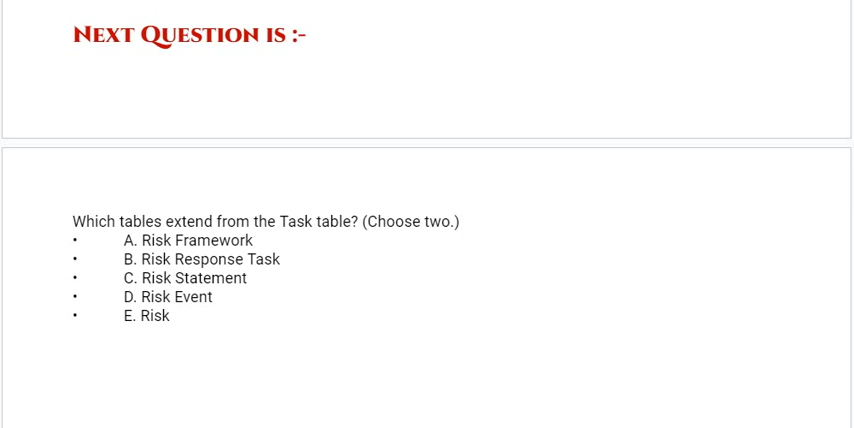 Next Question is :-
Which tables extend from the Task table? (Choose two.)
• A. Risk Framework
• B. Risk Response Task
• C. Risk Statement
• D. Risk Event
• E. Risk